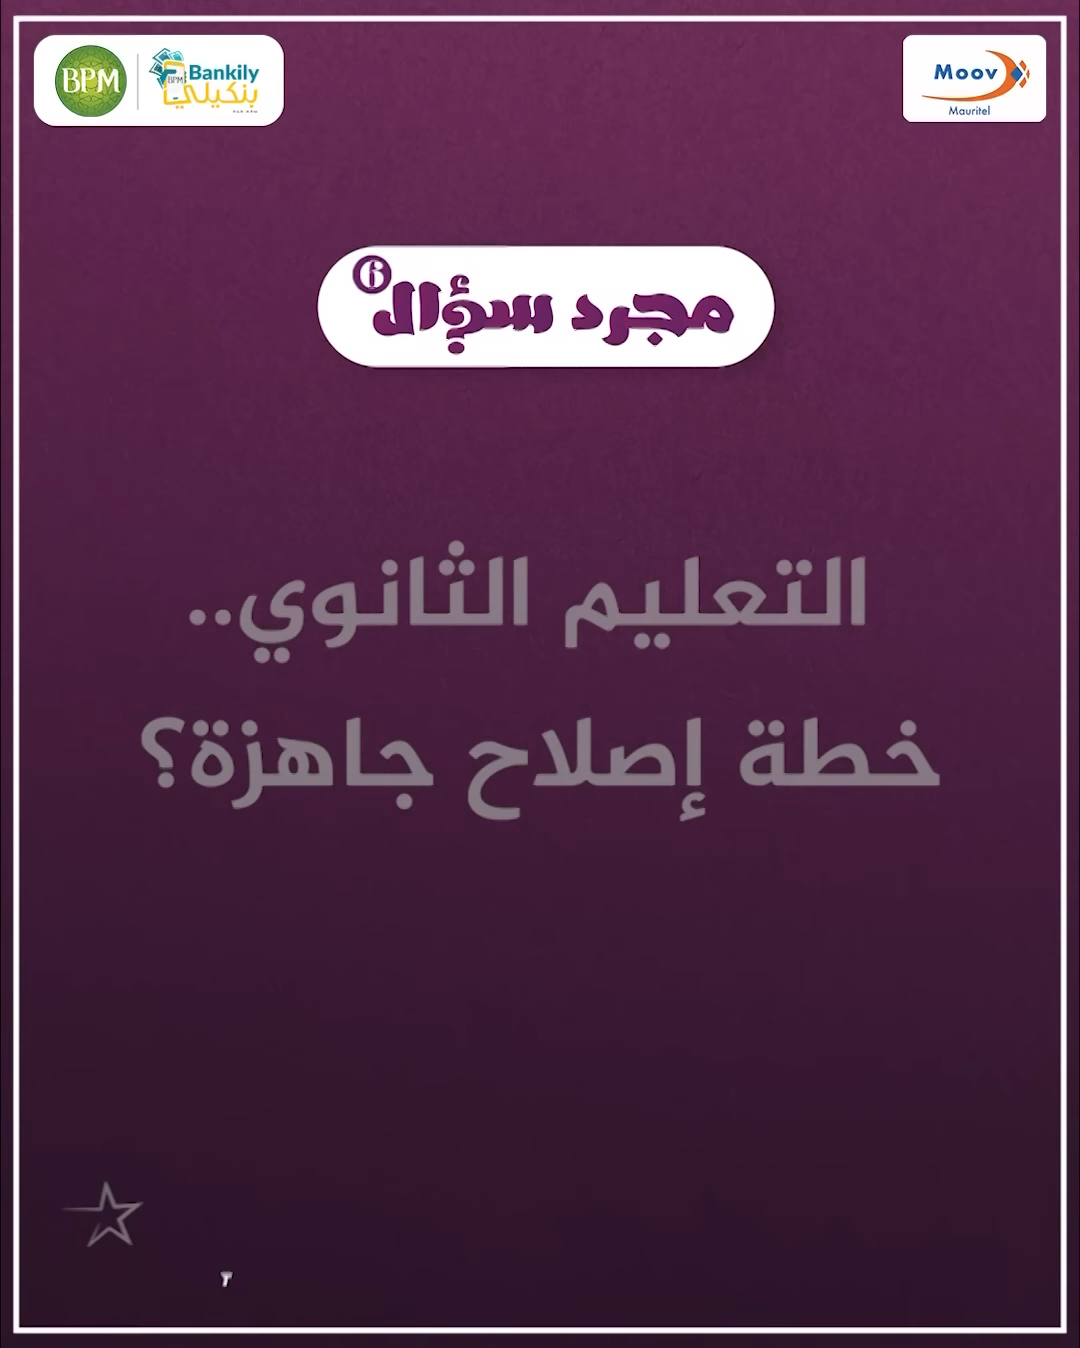 BPM
Bankily
بنكيلي
Moov
Mauritel
مجرد سؤال 6
التعليم الثانوي..
خطة إصلاح جاهزة؟